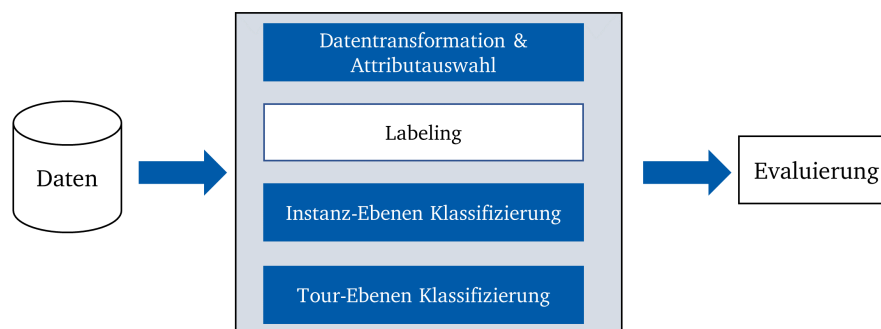 Datentransformation &
Attributauswahl
Labeling
Daten
Evaluierung
Instanz-Ebenen Klassifizierung
Tour-Ebenen Klassifizierung